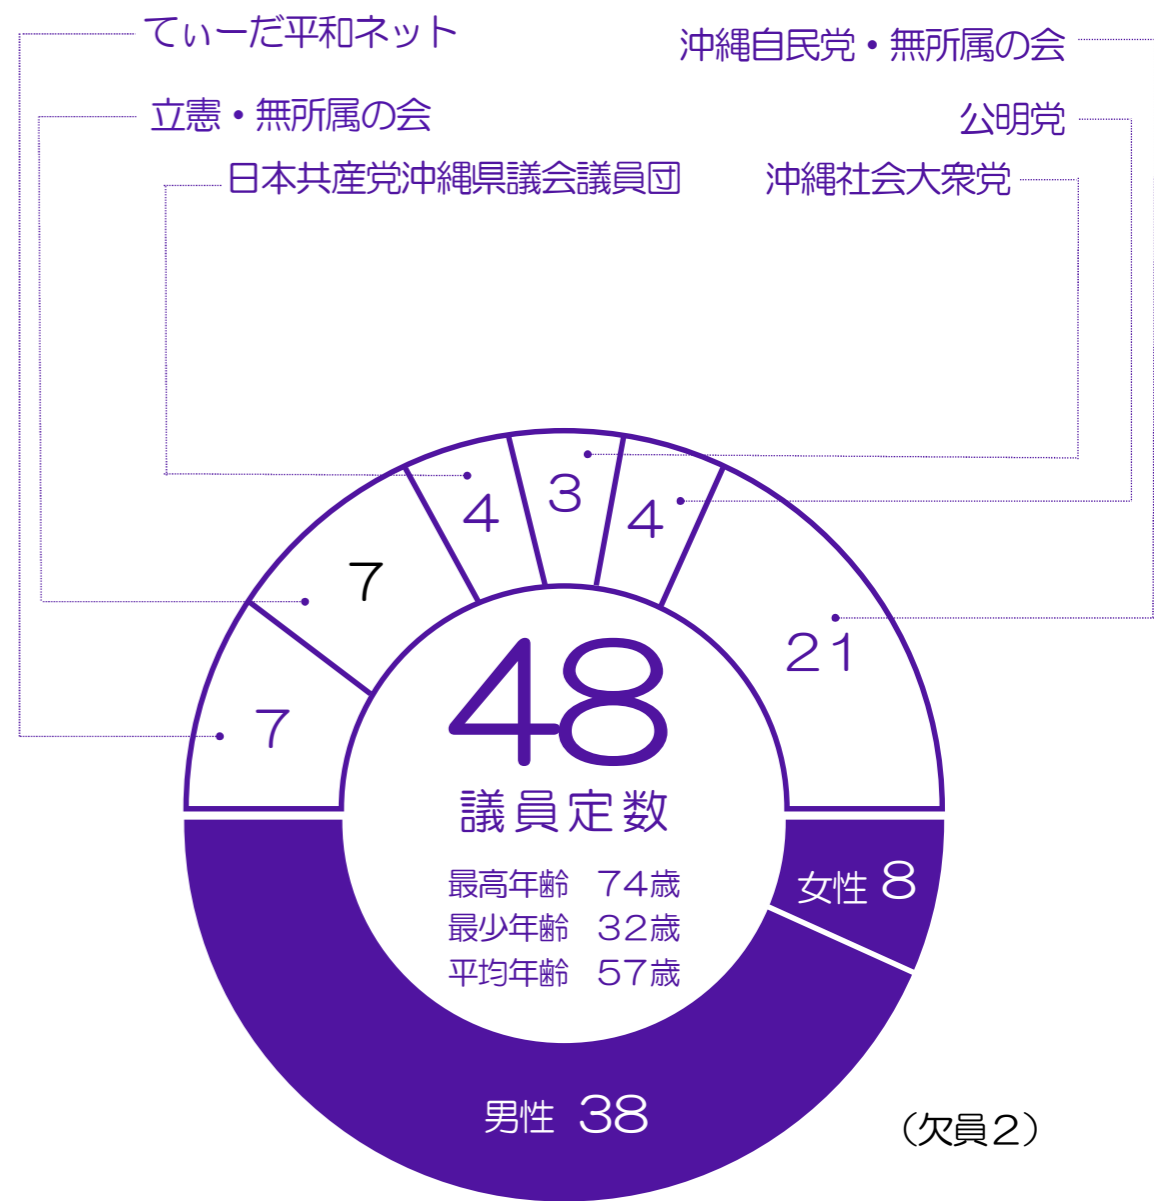 てぃーだ平和ネット
沖縄自民党・無所属の会
立憲・無所属の会
公明党
日本共産党沖縄県議会議員団
沖縄社会大衆党
4
3
4
7
21
7
48
議員定数
最高年齢 74歳
最少年齢 32歳
平均年齢 57歳
女性 8
男性 38
（欠員2）